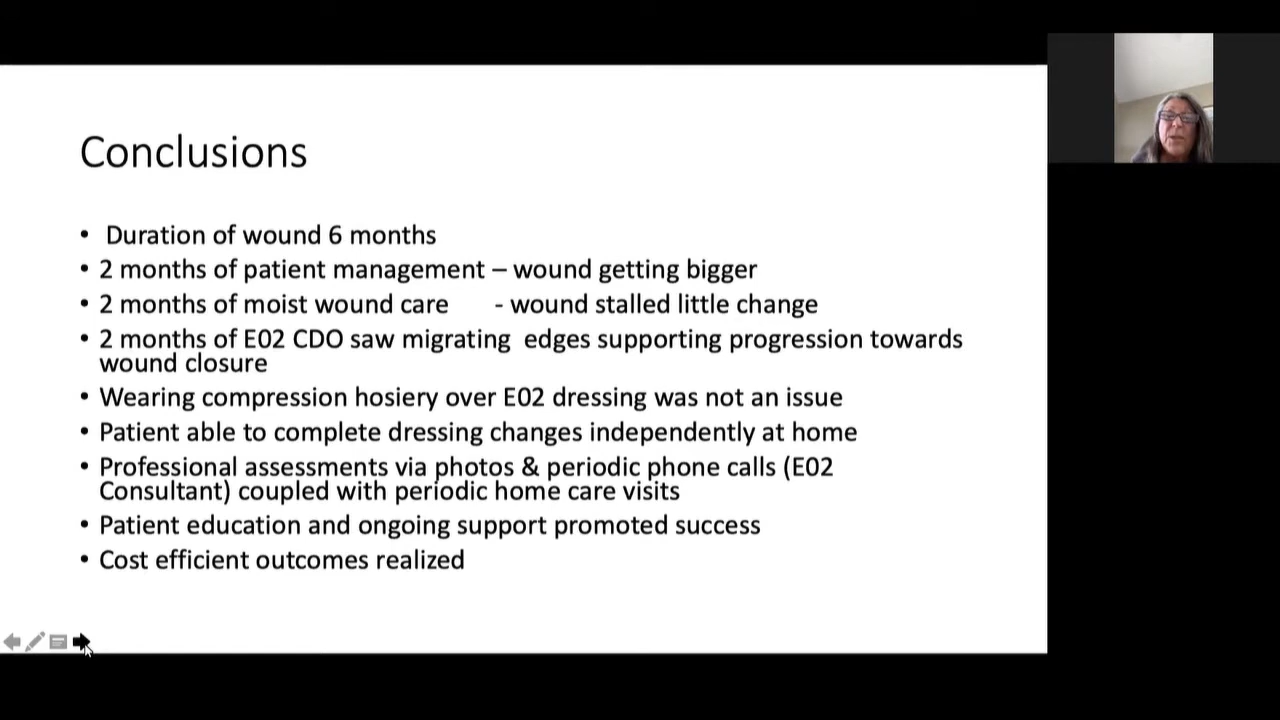 Conclusions
• Duration of wound 6 months
• 2 months of patient management – wound getting bigger
• 2 months of moist wound care - wound stalled little change
• 2 months of E02 CDO saw migrating edges supporting progression towards
wound closure
• Wearing compression hosiery over E02 dressing was not an issue
• Patient able to complete dressing changes independently at home
• Professional assessments via photos & periodic phone calls (E02
Consultant) coupled with periodic home care visits
• Patient education and ongoing support promoted success
• Cost efficient outcomes realized